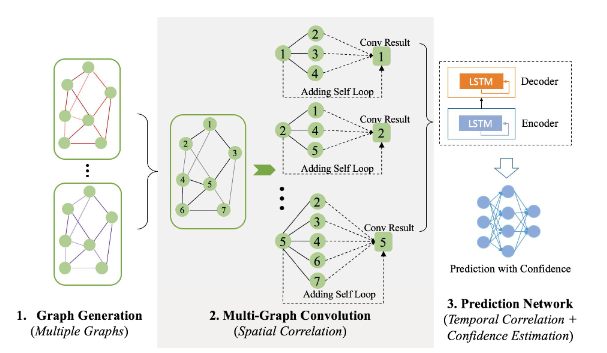 2
Conv Result
1
3
1
4
Adding Self Loop
1
Conv Result
2
4
2
5
Adding Self Loop
2
3
Conv Result
5
4
5
6
7
Adding Self Loop
1
2
3
4
5
6
7
LSTM
Decoder
LSTM
Encoder
Prediction with Confidence
1. Graph Generation
(Multiple Graphs)
2. Multi-Graph Convolution
(Spatial Correlation)
3. Prediction Network
(Temporal Correlation +
Confidence Estimation)